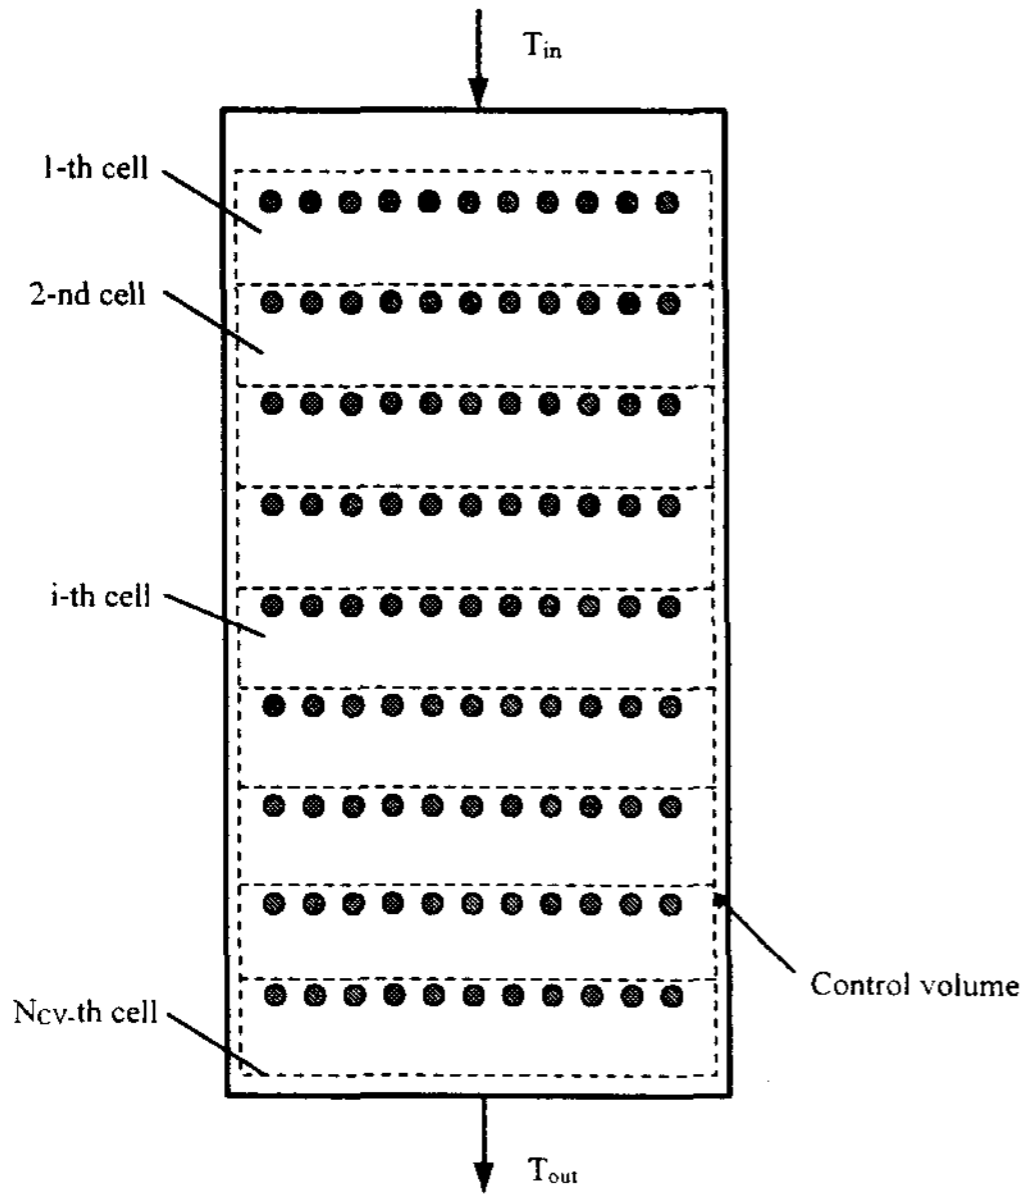 T_in
1-th cell
2-nd cell
i-th cell
Control volume
N_CV-th cell
T_out